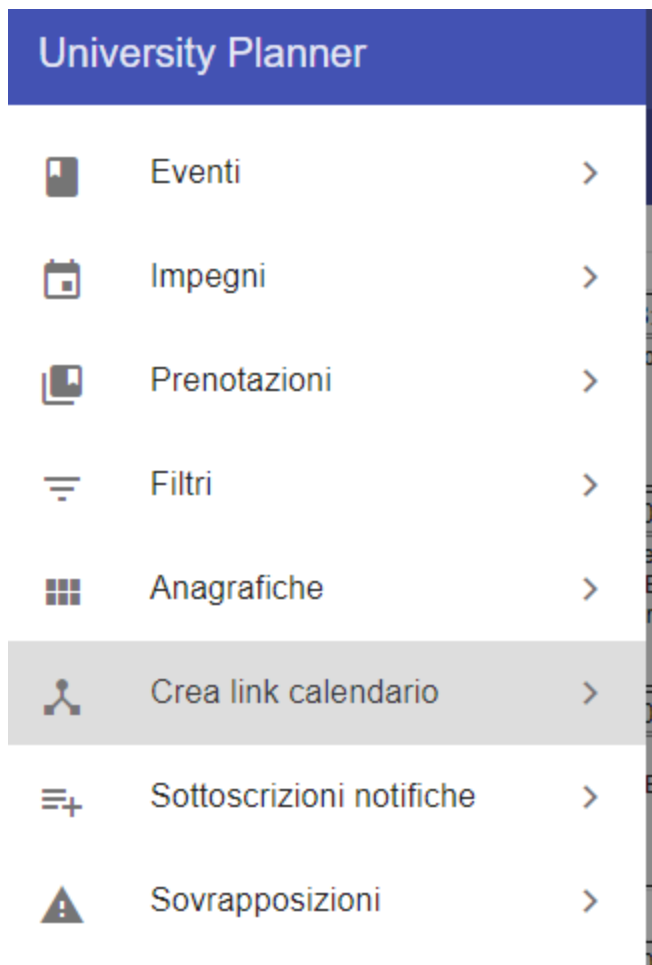 University Planner
Eventi
Impegni
Prenotazioni
Filtri
Anagrafiche
Crea link calendario
Sottoscrizioni notifiche
Sovrapposizioni